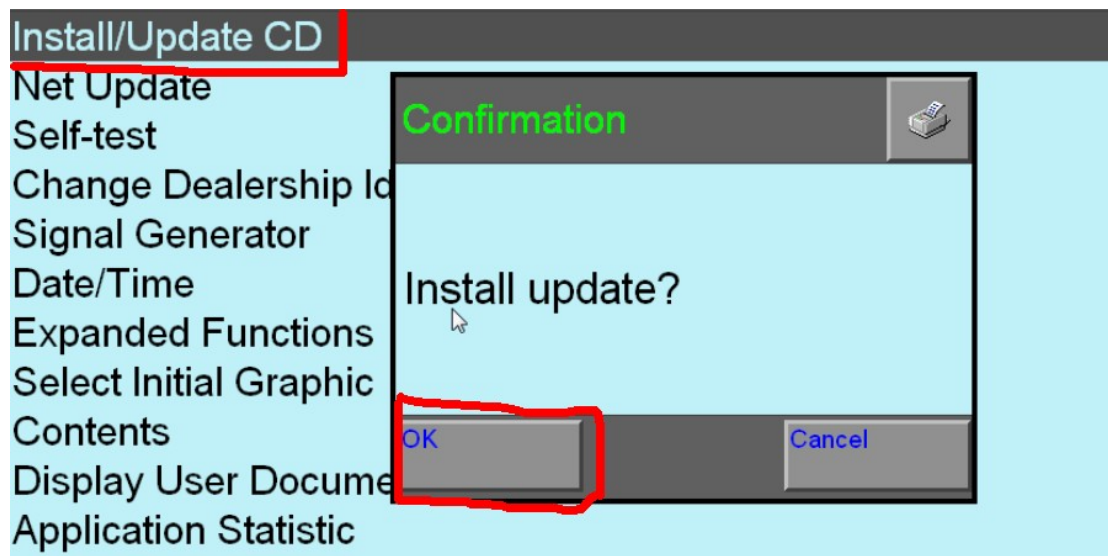 Install/Update CD
Net Update
Self-test
Change Dealership Id
Signal Generator
Date/Time
Expanded Functions
Select Initial Graphic
Contents
Display User Docume
Application Statistic
Confirmation
Install update?
OK
Cancel